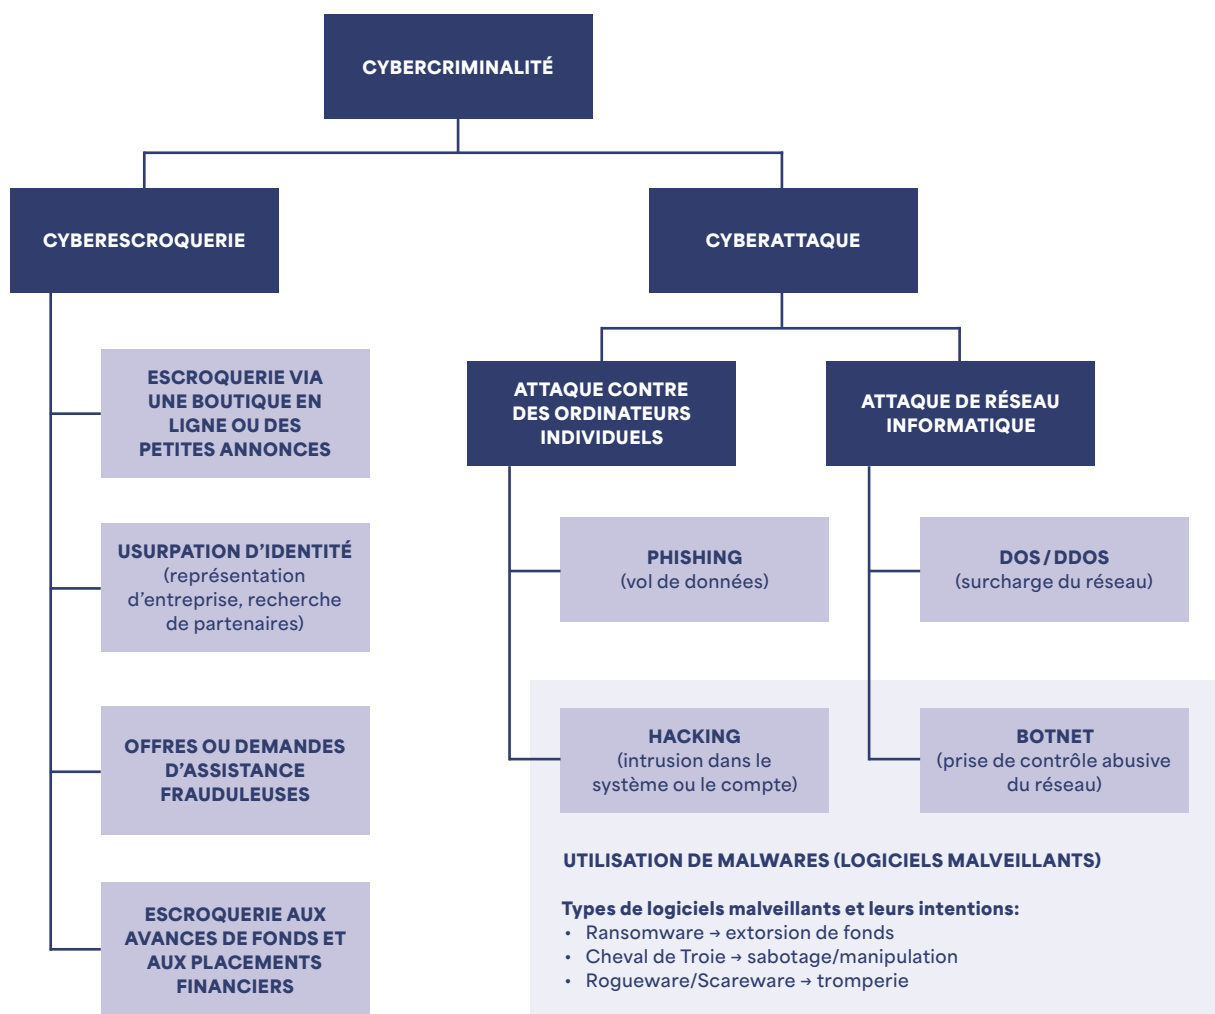 CYBERCRIMINALITÉ
CYBERESCROQUERIE
CYBERATTAQUE
ESCROQUERIE VIA
UNE BOUTIQUE EN
LIGNE OU DES
PETITES ANNONCES
USURPATION D’IDENTITÉ
(représentation
d’entreprise, recherche
de partenaires)
OFFRES OU DEMANDES
D’ASSISTANCE
FRAUDULEUSES
ESCROQUERIE AUX
AVANCES DE FONDS ET
AUX PLACEMENTS
FINANCIERS
ATTAQUE CONTRE
DES ORDINATEURS
INDIVIDUELS
PHISHING
(vol de données)
HACKING
(intrusion dans le
système ou le compte)
ATTAQUE DE RÉSEAU
INFORMATIQUE
DOS / DDOS
(surcharge du réseau)
BOTNET
(prise de contrôle abusive
du réseau)
UTILISATION DE MALWARES (LOGICIELS MALVEILLANTS)
Types de logiciels malveillants et leurs intentions:
• Ransomware → extorsion de fonds
• Cheval de Troie → sabotage/manipulation
• Rogueware/Scareware → tromperie